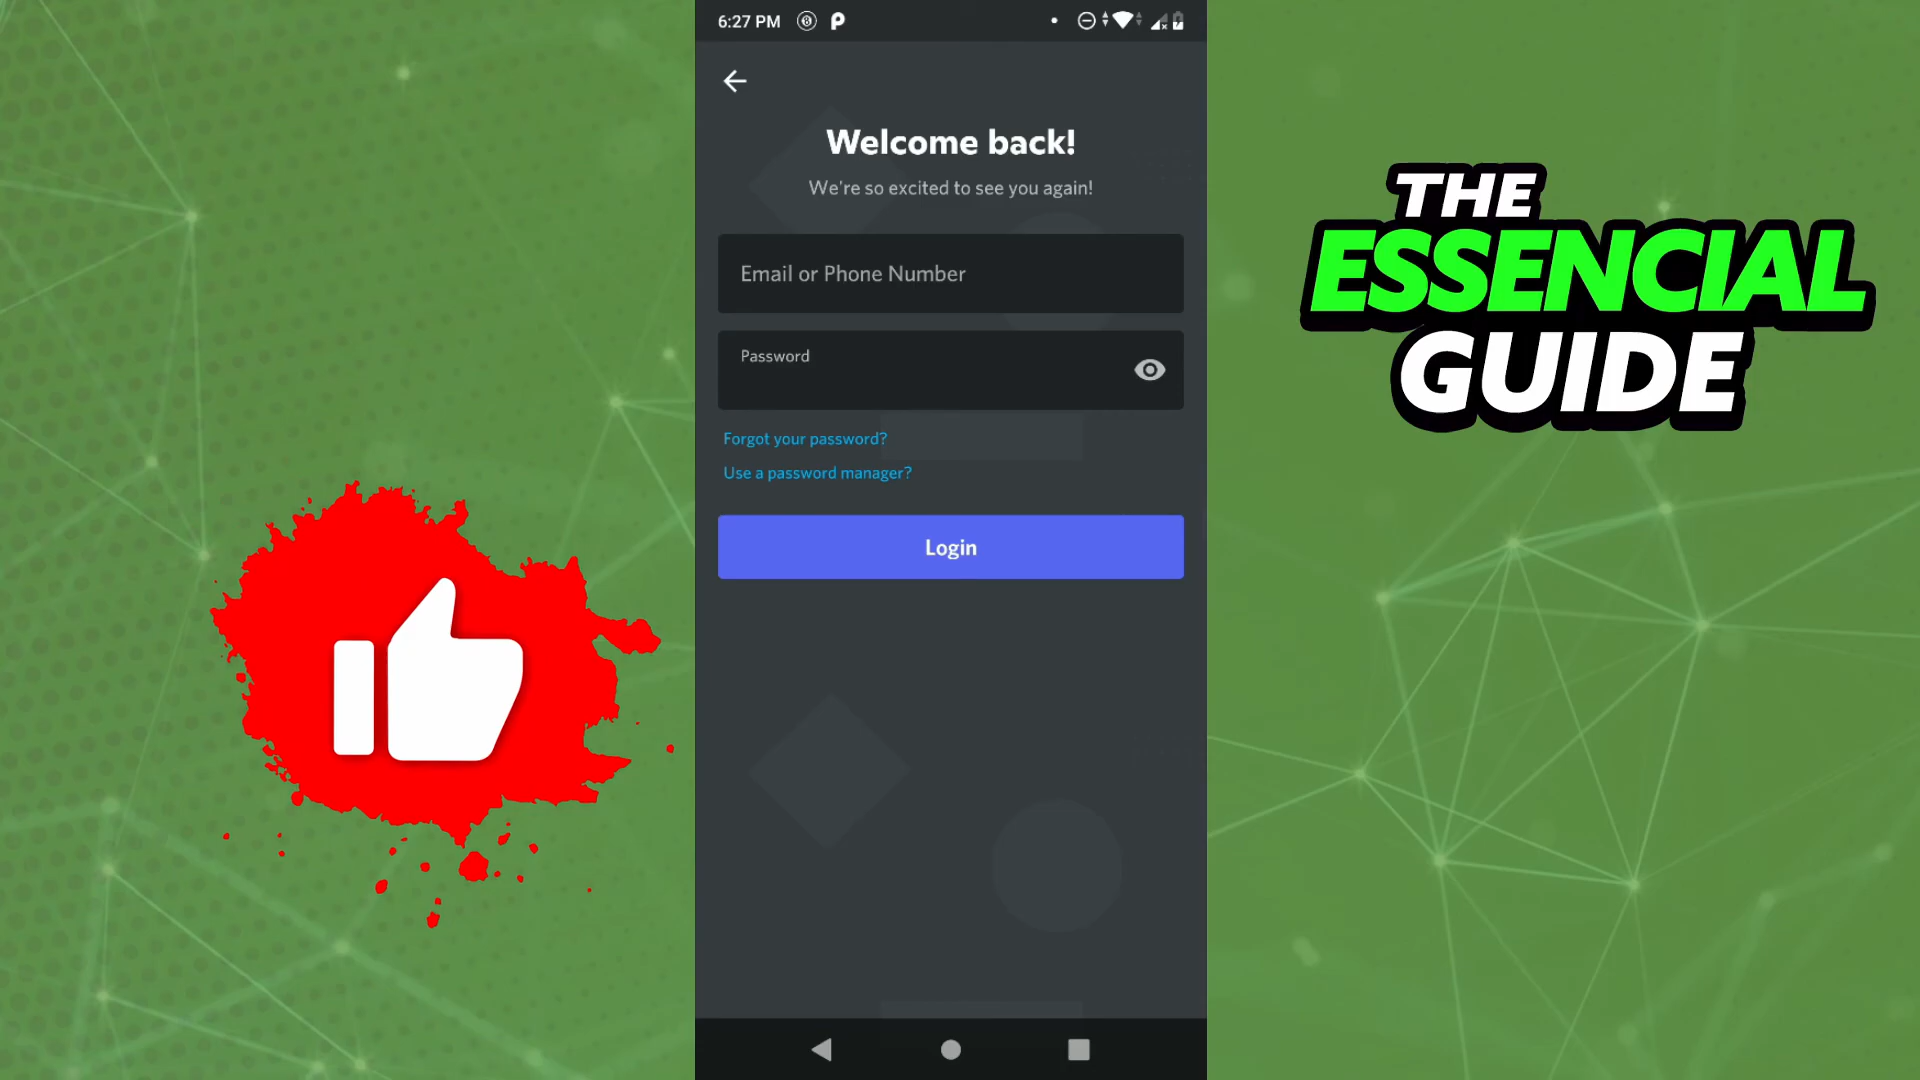 6:27 PM
Welcome back!
We're so excited to see you again!
Email or Phone Number
Password
Forgot your password?
Use a password manager?
Login
THE
ESSENCIAL
GUIDE